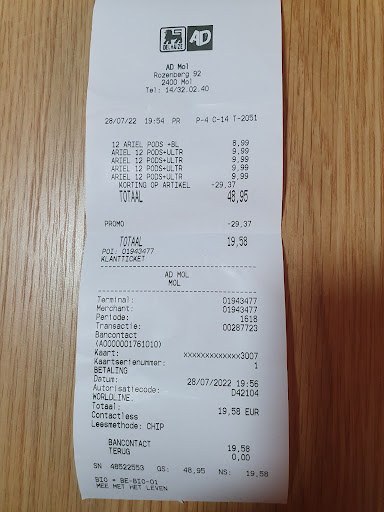 DELHAIZE AD
AD Mol
Rozenberg 92
2400 Mol
Tel: 14/32.02.40
28/07/22 19:54 PR P-4 C-14 T-2051
12 ARIEL PODS +BL 8,99
ARIEL 12 PODS+ULTR 9,99
ARIEL 12 PODS+ULTR 9,99
ARIEL 12 PODS+ULTR 9,99
ARIEL 12 PODS+ULTR 9,99
KORTING OP ARTIKEL -29,37
TOTAAL 48,95
PROMO -29,37
TOTAAL 19,58
POI: 01943477
KLANTTICKET
AD MOL
MOL
Terminal: 01943477
Merchant: 01943477
Periode: 1618
Transactie: 00287723
Bancontact
(A0000001761010)
Kaart: xxxxxxxxxxxxx3007
Kaartserienummer: 1
BETALING
Datum: 28/07/2022 19:56
Autorisatiecode: D42104
WORLDLINE.
Totaal: 19,58 EUR
Contactless
Leesmethode: CHIP
BANCONTACT 19,58
TERUG 0,00
SN 48522553 GS: 48,95 NS: 19,58
BIO * BE-BIO-01
MEE MET HET LEVEN